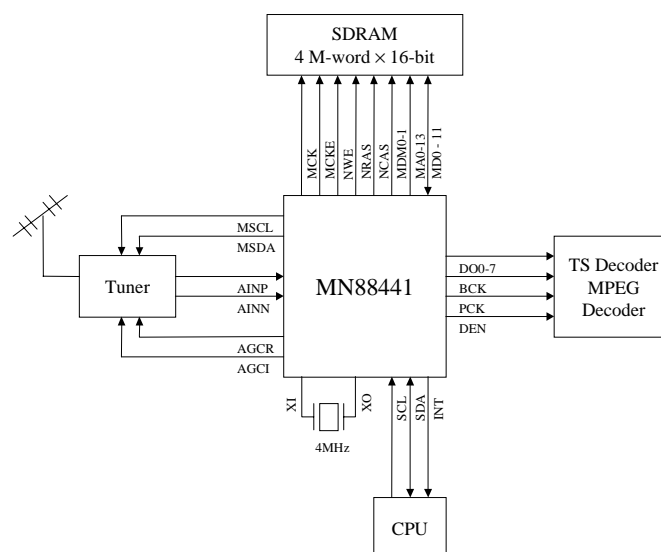 SDRAM
4 M-word × 16-bit
MCK
MCKE
NWE
NRAS
NCAS
MDM0-1
MA0-13
MD0 - 11
MSCL
MSDA
Tuner
AINP
AINN
AGCR
AGCI
MN88441
DO0-7
BCK
PCK
DEN
TS Decoder
MPEG
Decoder
XI
XO
4MHz
SCL
SDA
INT
CPU